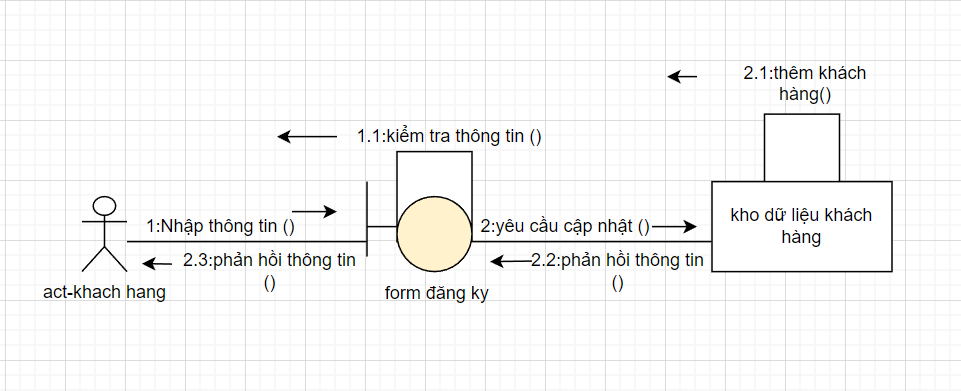 2.1:thêm khách
hàng()
1.1:kiểm tra thông tin ()
1:Nhập thông tin ()
2:yêu cầu cập nhật ()
kho dữ liệu khách
hàng
2.3:phản hồi thông tin
()
2.2:phản hồi thông tin
()
act-khach hang
form đăng ky